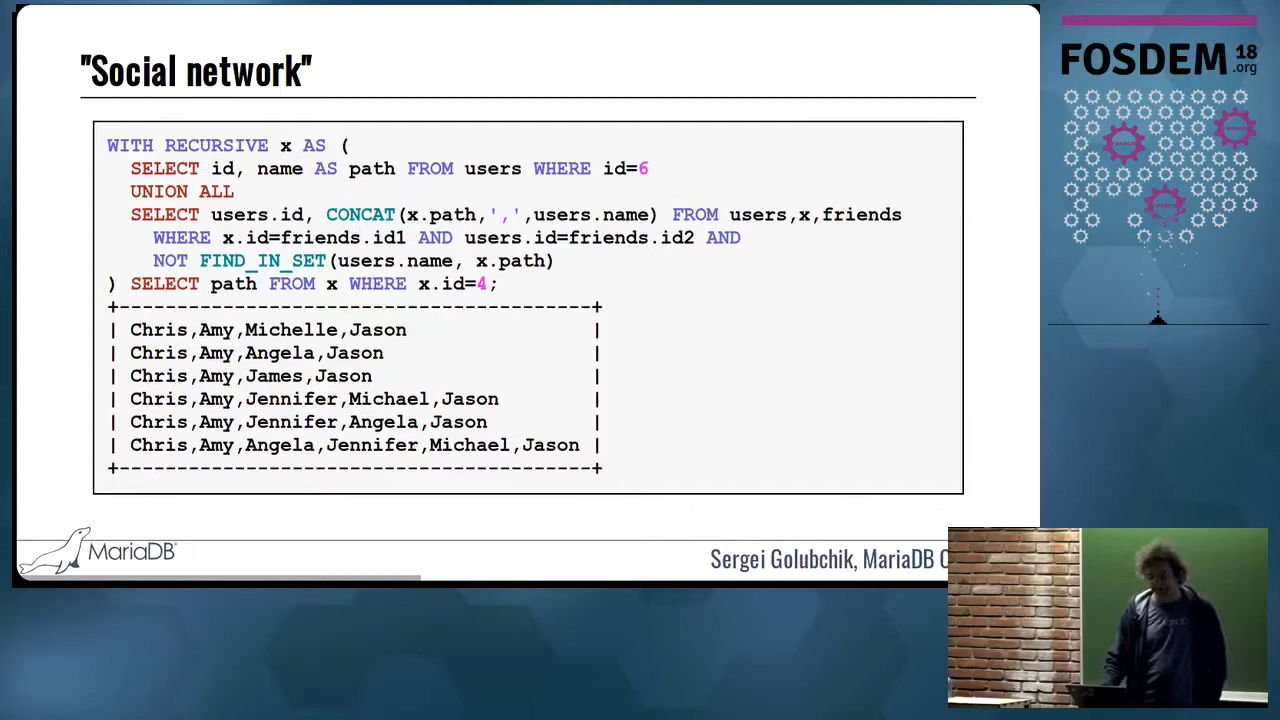 "Social network"
WITH RECURSIVE x AS (
SELECT id, name AS path FROM users WHERE id=6
UNION ALL
SELECT users.id, CONCAT(x.path,',',users.name) FROM users,x,friends
WHERE x.id=friends.id1 AND users.id=friends.id2 AND
NOT FIND_IN_SET(users.name, x.path)
) SELECT path FROM x WHERE x.id=4;
+-----------------------------------------+
| Chris,Amy,Michelle,Jason |
| Chris,Amy,Angela,Jason |
| Chris,Amy,James,Jason |
| Chris,Amy,Jennifer,Michael,Jason |
| Chris,Amy,Jennifer,Angela,Jason |
| Chris,Amy,Angela,Jennifer,Michael,Jason |
+-----------------------------------------+
MariaDB
Sergei Golubchik, MariaDB
FOSDEM 18
.org